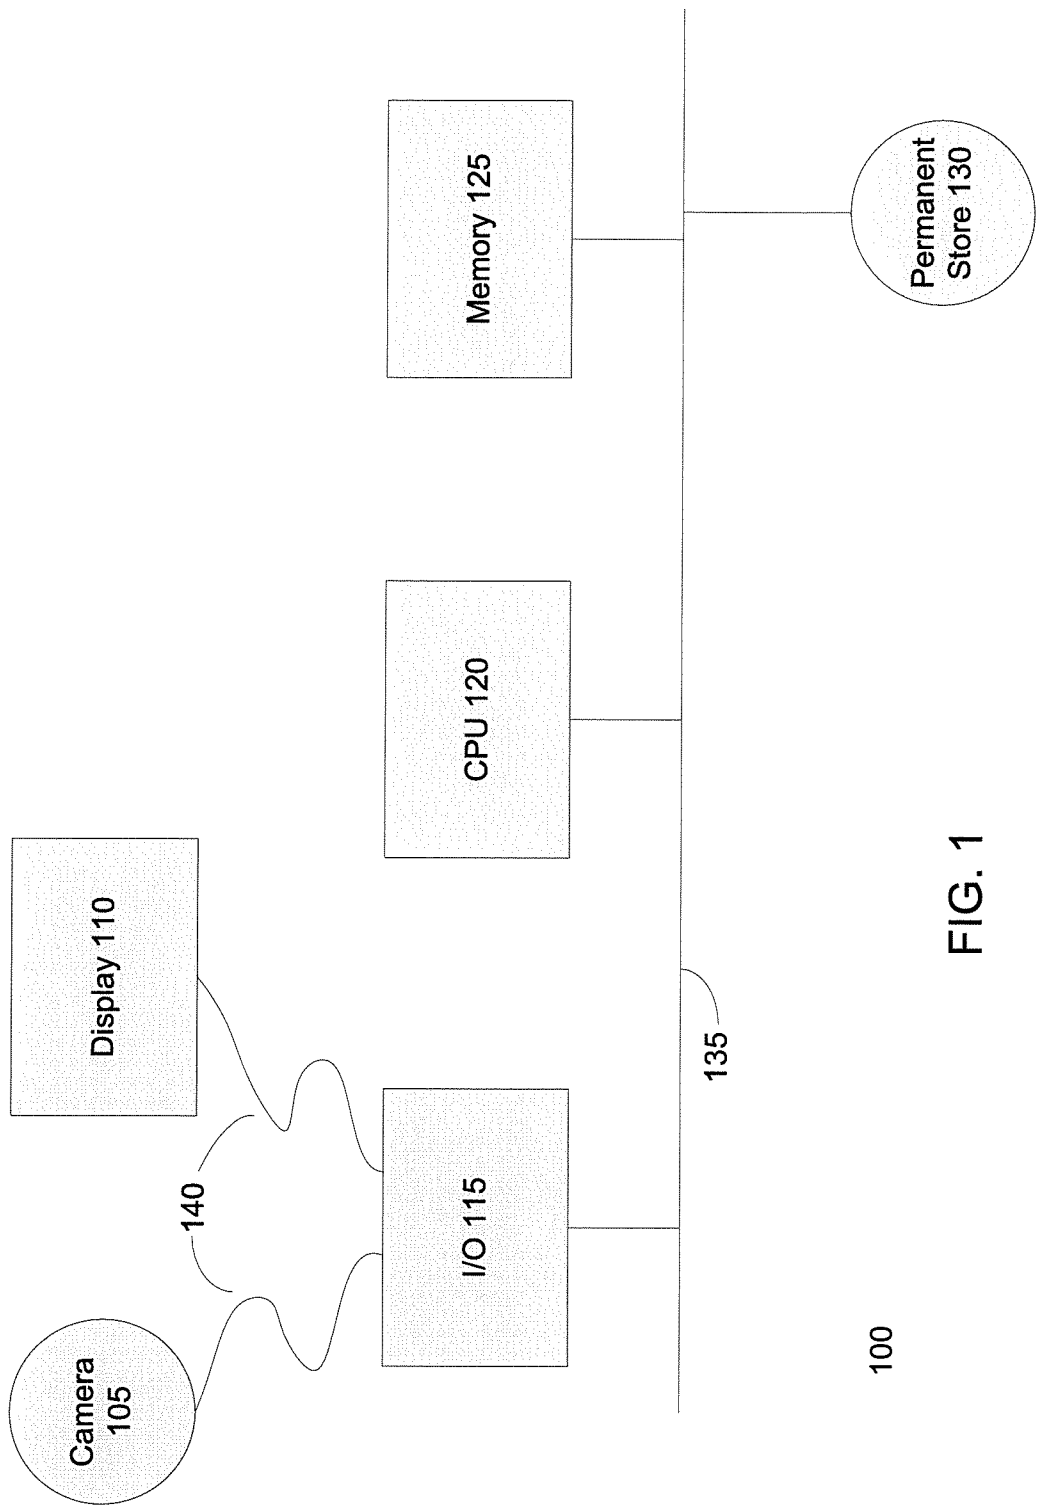 Camera
105
Display 110
140
I/O 115
CPU 120
Memory 125
135
Permanent
Store 130
100
FIG. 1